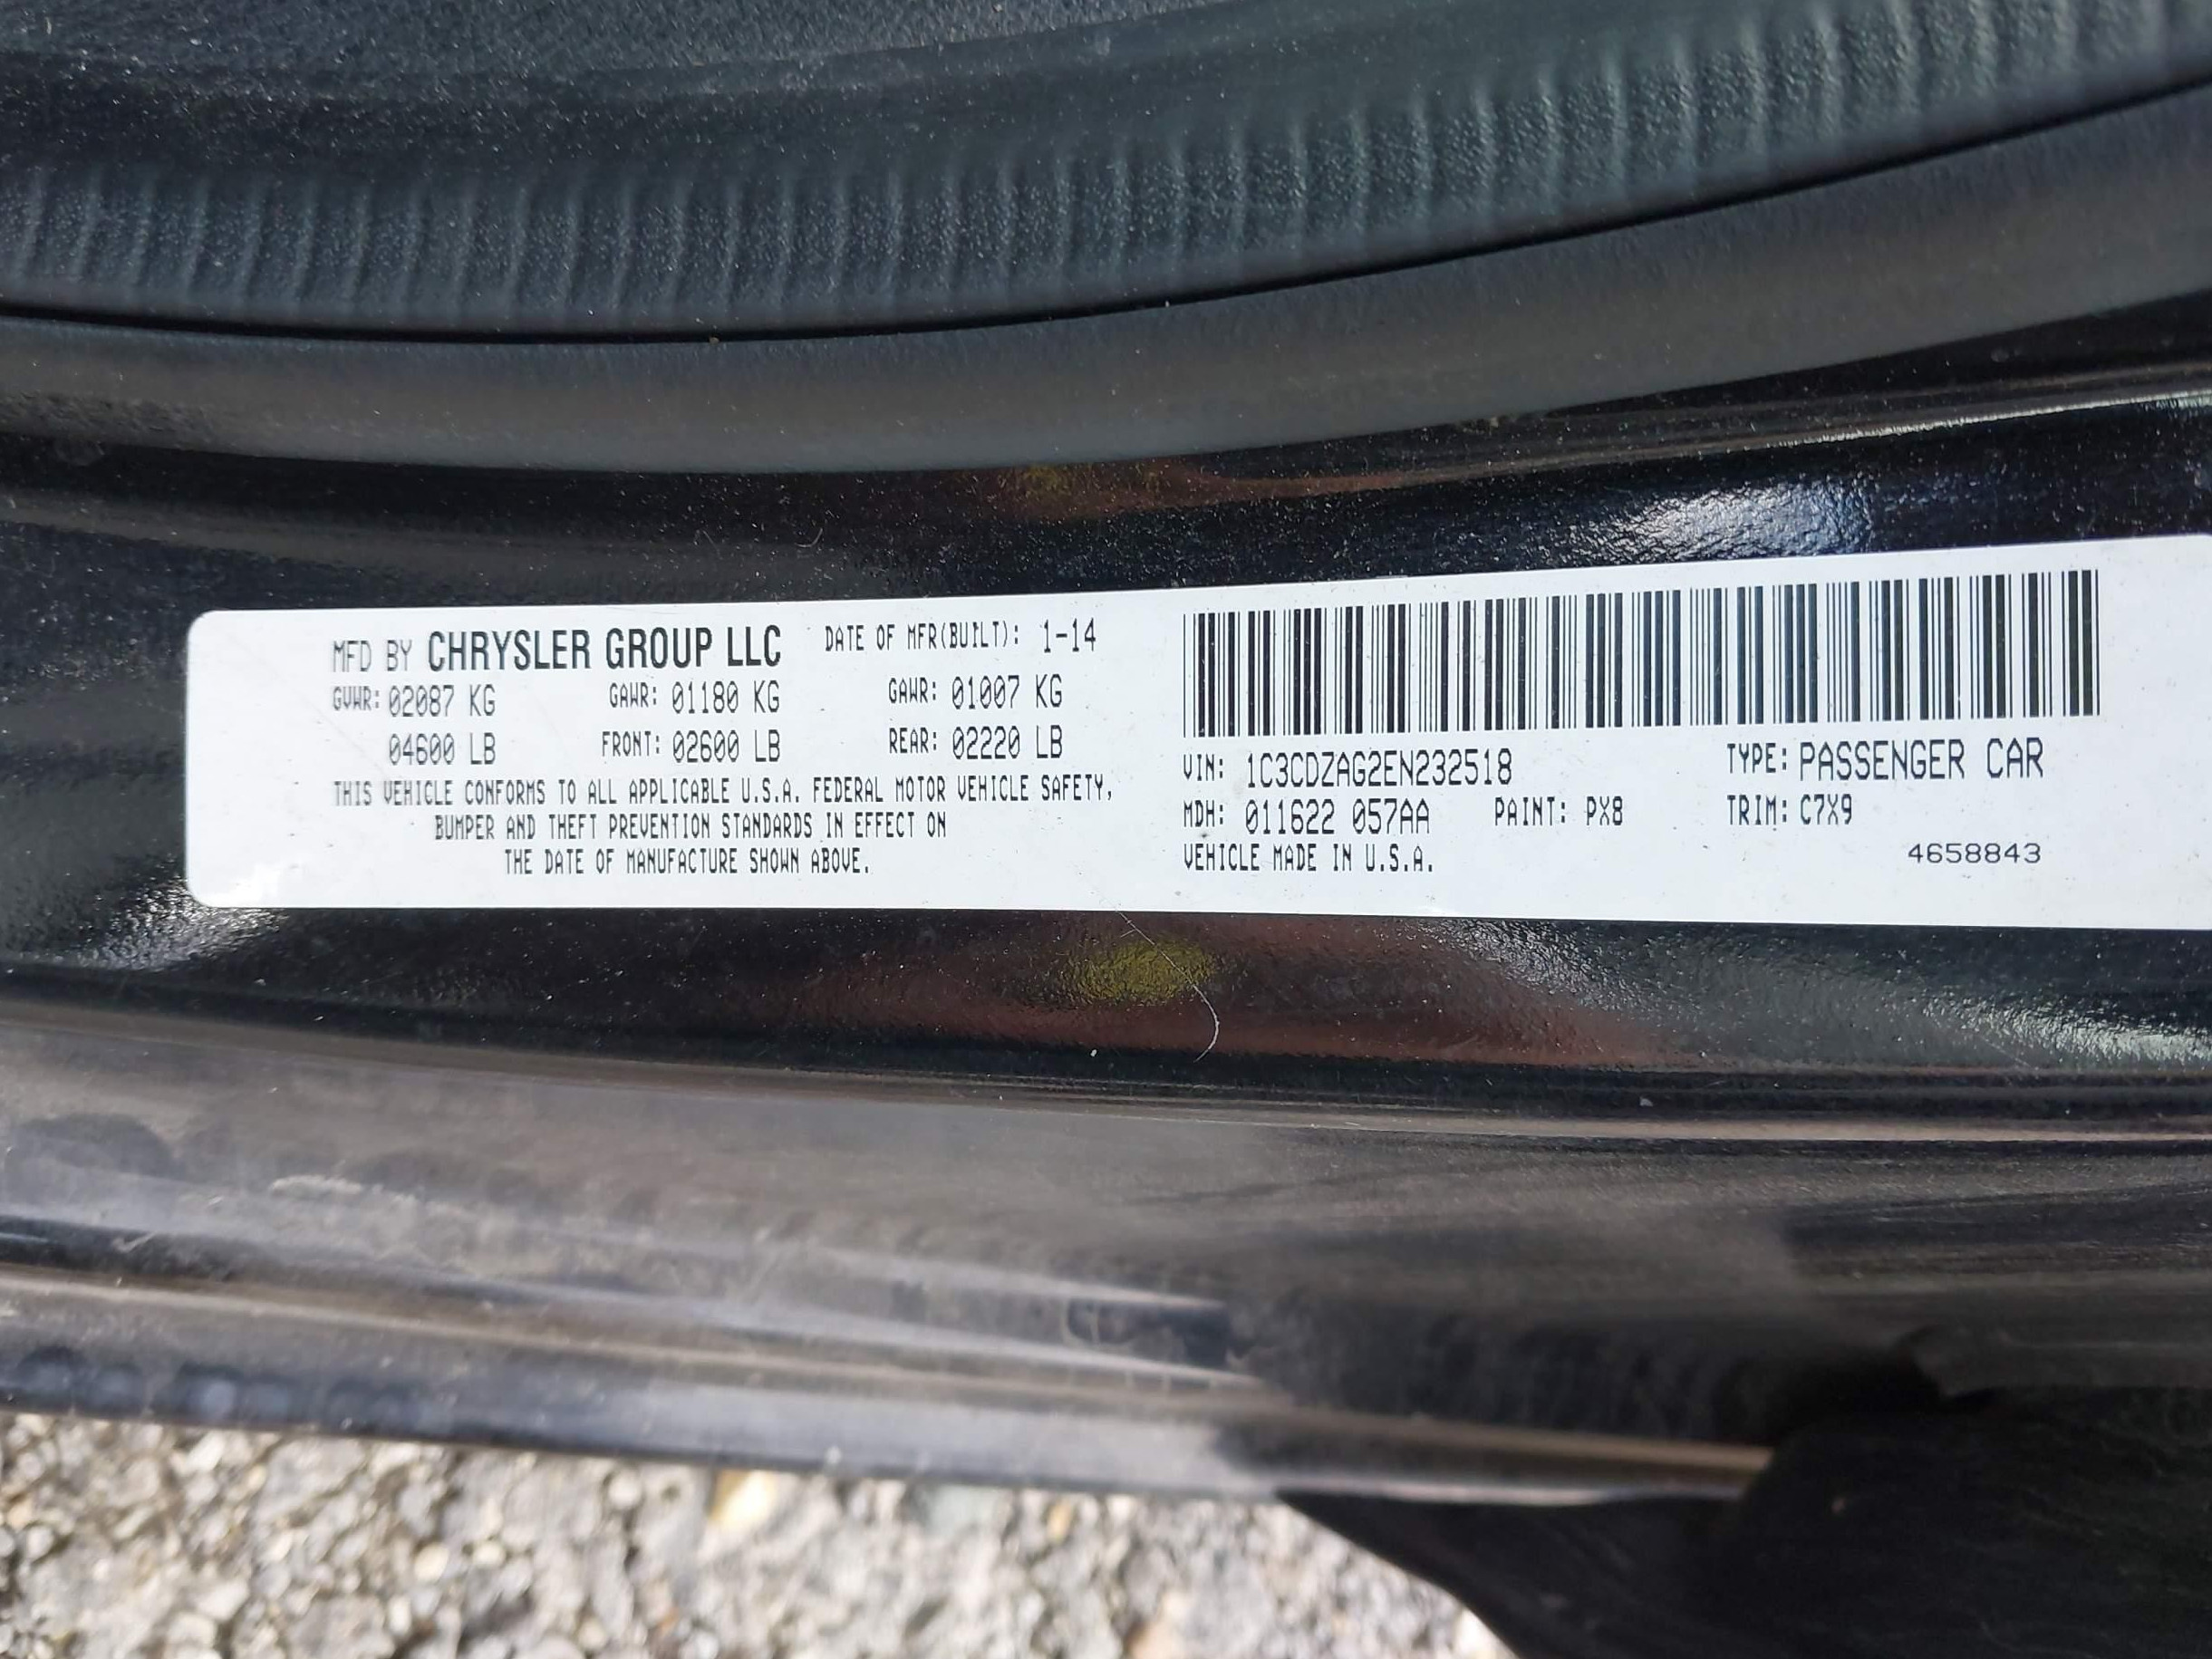 MFD BY CHRYSLER GROUP LLC DATE OF MFR(BUILT): 1-14
GVWR: 02087 KG GAWR: 01180 KG GAWR: 01007 KG
04600 LB FRONT: 02600 LB REAR: 02220 LB
THIS VEHICLE CONFORMS TO ALL APPLICABLE U.S.A. FEDERAL MOTOR VEHICLE SAFETY,
BUMPER AND THEFT PREVENTION STANDARDS IN EFFECT ON
THE DATE OF MANUFACTURE SHOWN ABOVE.
VIN: 1C3CDZAG2EN232518 TYPE: PASSENGER CAR
MDH: 011622 057AA PAINT: PX8 TRIM: C7X9
VEHICLE MADE IN U.S.A. 4658843